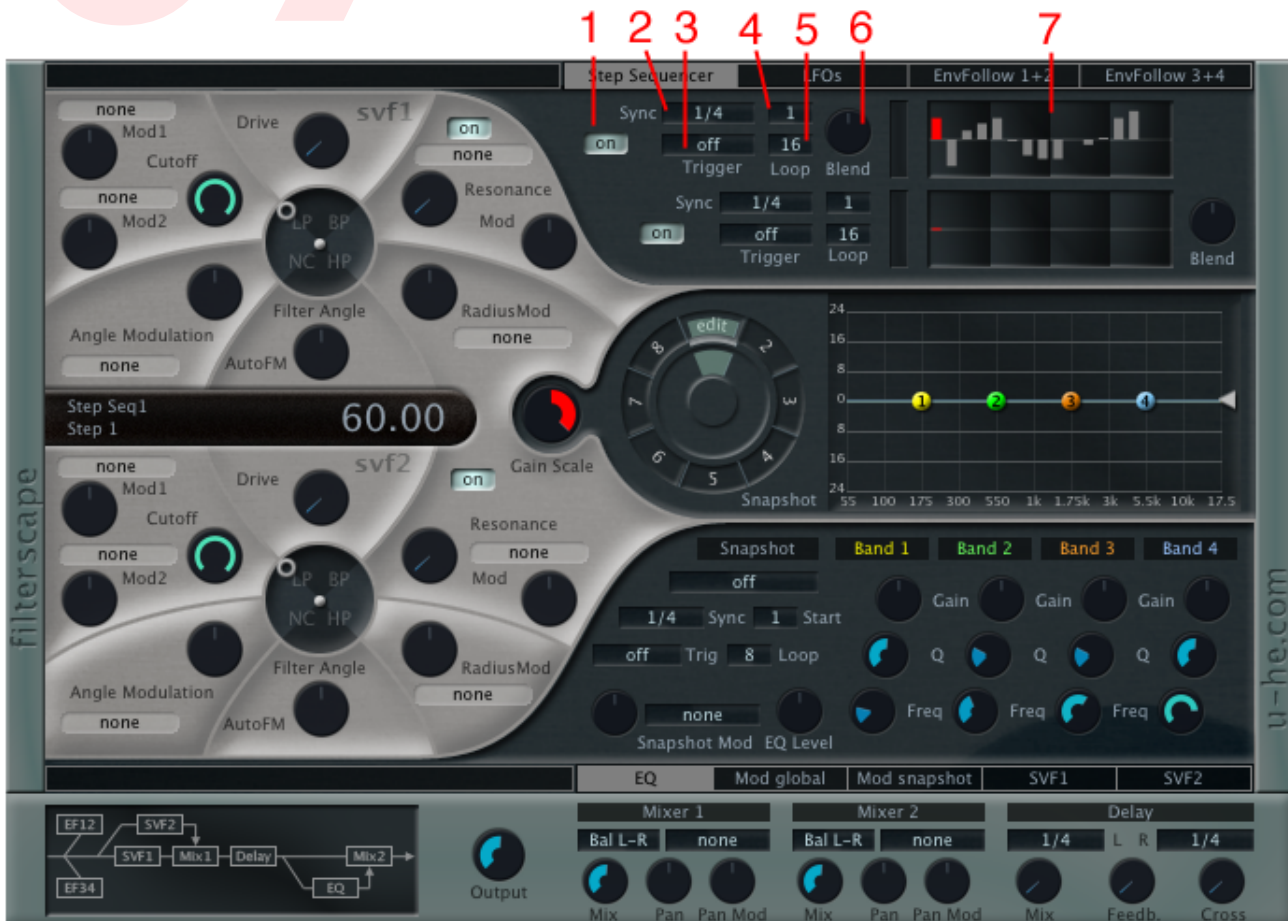 1 2 3 4 5 6 7
Step Sequencer LFOs EnvFollow 1+2 EnvFollow 3+4
none
Mod1
Drive
svf1
on
none
Cutoff
none
Mod2
Resonance
Mod
LP BP
NC HP
Filter Angle
RadiusMod
none
Angle Modulation
none
AutoFM
Sync 1/4 1
on off 16
Trigger Loop Blend
Sync 1/4 1
on off 16
Trigger Loop
Blend
Step Seq1
Step 1
60.00
Gain Scale
edit
2
3
4
5
6
7
8
Snapshot
24
16
8
0
8
16
24
1 2 3 4
55 100 175 300 550 1k 1.75k 3k 5.5k 10k 17.5
none
Mod1
Drive
svf2
on
Cutoff
none
Mod2
Resonance
none
Mod
LP BP
NC HP
Filter Angle
RadiusMod
none
Angle Modulation
none
AutoFM
Snapshot Band 1 Band 2 Band 3 Band 4
off
Gain Gain Gain
1/4 Sync 1 Start
off Trig 8 Loop
Q Q Q
none
Freq Freq Freq
Snapshot Mod EQ Level
EQ Mod global Mod snapshot SVF1 SVF2
filterscape
u-he.com
EF12 SVF2
SVF1 Mix1 Delay Mix2
EF34 EQ
Output
Mixer 1 Mixer 2 Delay
Bal L-R none Bal L-R none 1/4 L R 1/4
Mix Pan Pan Mod Mix Pan Pan Mod Mix Feedb. Cross